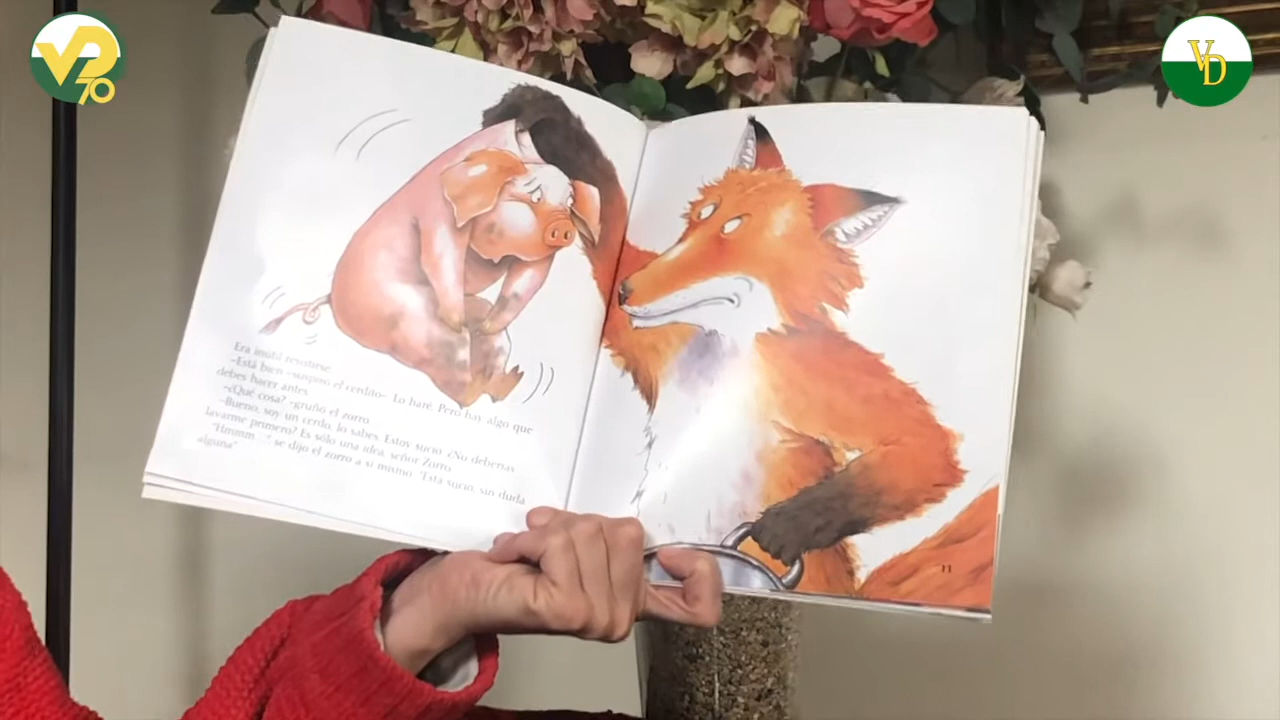 VD70
VD
Era inútil resistirse.
–Está bien –suspiró el cerdito–. Lo haré. Pero hay algo que
debes hacer antes.
–¿Qué cosa? –gruñó el zorro.
–Bueno, soy un cerdo, lo sabes. Estoy sucio. ¿No deberías
lavarme primero? Es sólo una idea, señor Zorro.
"Hmmm..." se dijo el zorro a sí mismo. "Está sucio, sin duda
alguna"
11